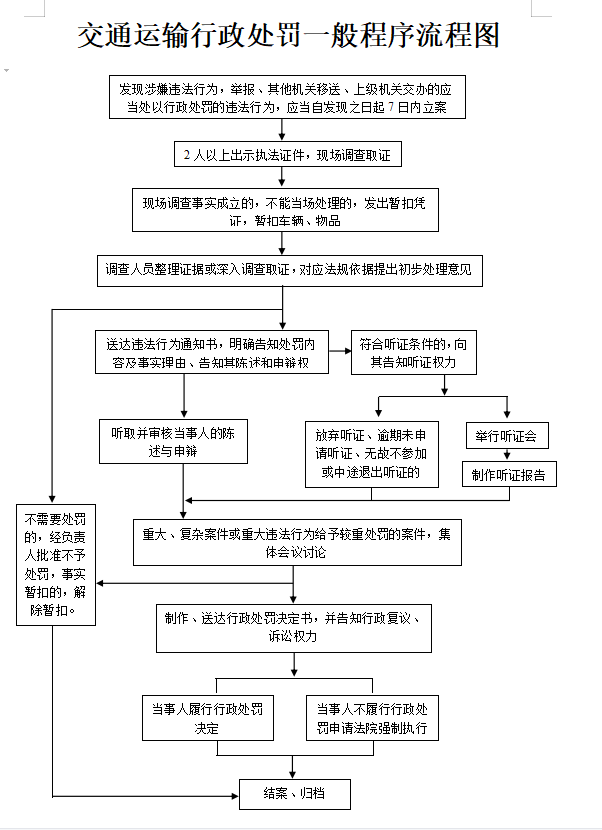 交通运输行政处罚一般程序流程图
发现涉嫌违法行为，举报、其他机关移送、上级机关交办的应
当处以行政处罚的违法行为，应当自发现之日起 7 日内立案
2 人以上出示执法证件，现场调查取证
现场调查事实成立的，不能当场处理的，发出暂扣凭
证，暂扣车辆、物品
调查人员整理证据或深入调查取证，对应法规依据提出初步处理意见
送达违法行为通知书，明确告知处罚内
容及事实理由、告知其陈述和申辩权
符合听证条件的，向
其告知听证权力
听取并审核当事人的陈
述与申辩
放弃听证、逾期未申
请听证、无故不参加
或中途退出听证的
举行听证会
制作听证报告
不需要处罚
的，经负责
人批准不予
处罚，事实
暂扣的，解
除暂扣。
重大、复杂案件或重大违法行为给予较重处罚的案件，集
体会议讨论
制作、送达行政处罚决定书，并告知行政复议、
诉讼权力
当事人履行行政处罚
决定
当事人不履行行政处
罚申请法院强制执行
结案、归档